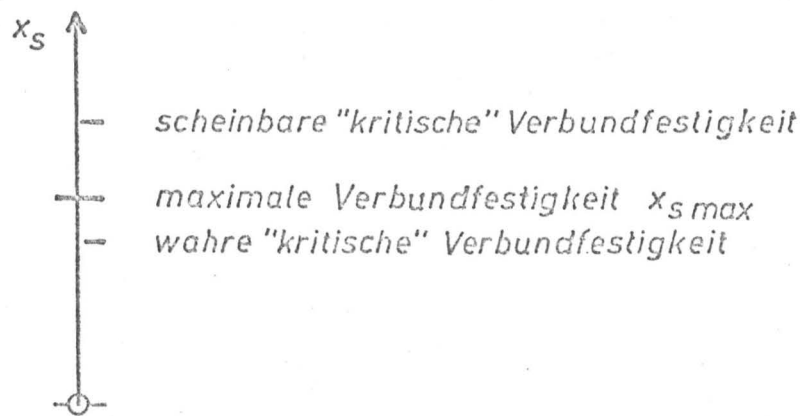 x_s
scheinbare "kritische" Verbundfestigkeit
maximale Verbundfestigkeit x_s max
wahre "kritische" Verbundfestigkeit